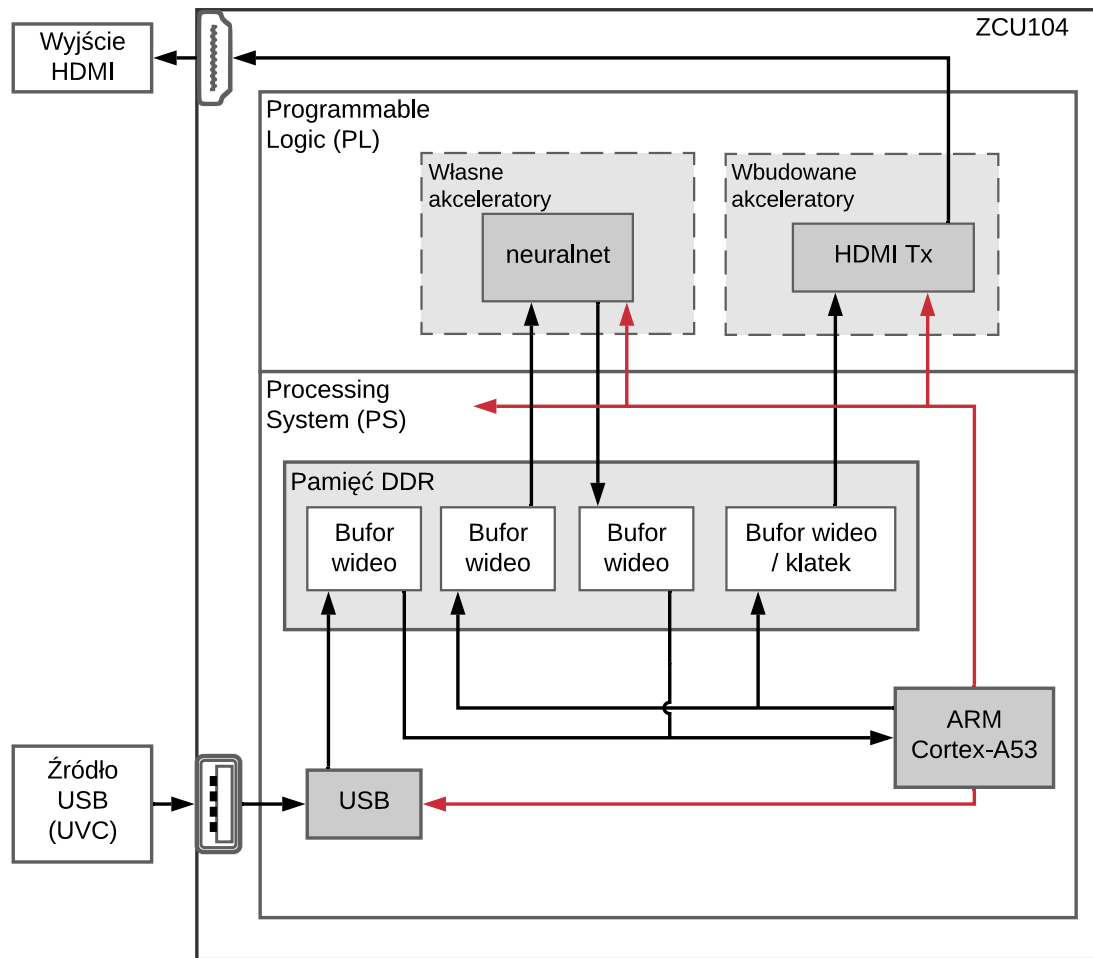 ZCU104
Wyjście
HDMI
Programmable
Logic (PL)
Własne
akceleratory
neuralnet
Wbudowane
akceleratory
HDMI Tx
Processing
System (PS)
Pamięć DDR
Bufor
wideo
Bufor
wideo
Bufor
wideo
Bufor wideo
/ klatek
ARM
Cortex-A53
Źródło
USB
(UVC)
USB